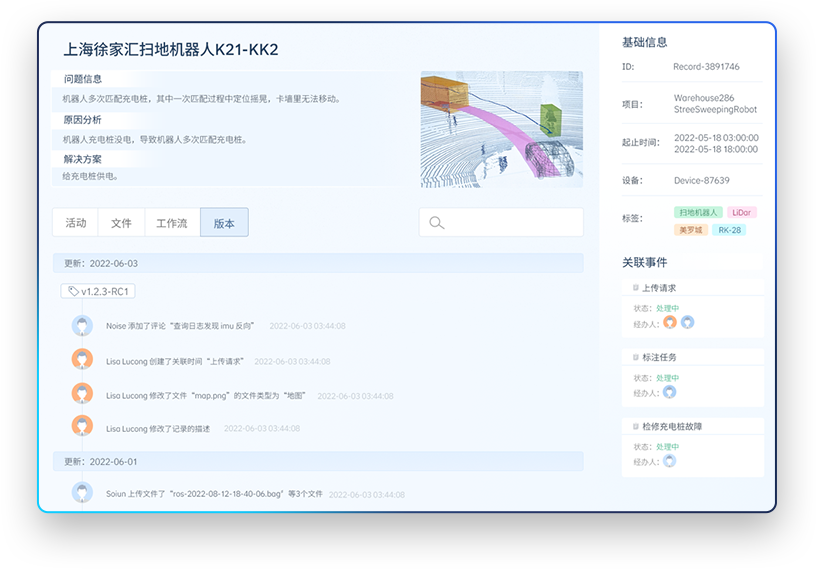 上海徐家汇扫地机器人K21-KK2
问题信息
机器人多次匹配充电桩，其中一次匹配过程中定位摇晃，卡墙里无法移动。
原因分析
机器人充电桩没电，导致机器人多次匹配充电桩。
解决方案
给充电桩供电。
活动
文件
工作流
版本
更新：2022-06-03
v1.2.3-RC1
Noise 添加了评论“查询日志发现 imu 反向” 2022-06-03 03:44:08
Lisa Lucong 创建了关联时间“上传请求” 2022-06-03 03:44:08
Lisa Lucong 修改了文件“map.png”的文件类型为“地图” 2022-06-03 03:44:08
Lisa Lucong 修改了记录的描述 2022-06-03 03:44:08
更新：2022-06-01
Soiun 上传文件了“ros-2022-08-12-18-40-06.bag”等3个文件 2022-06-03 03:44:08
基础信息
ID: Record-3891746
项目： Warehouse286
StreeSweepingRobot
起止时间： 2022-05-18 03:00:00
2022-05-18 18:00:00
设备： Device-87639
标签： 扫地机器人 LiDar
美罗城 RK-28
关联事件
上传请求
状态：处理中
经办人：
标注任务
状态：处理中
经办人：
检修充电桩故障
状态：处理中
经办人：